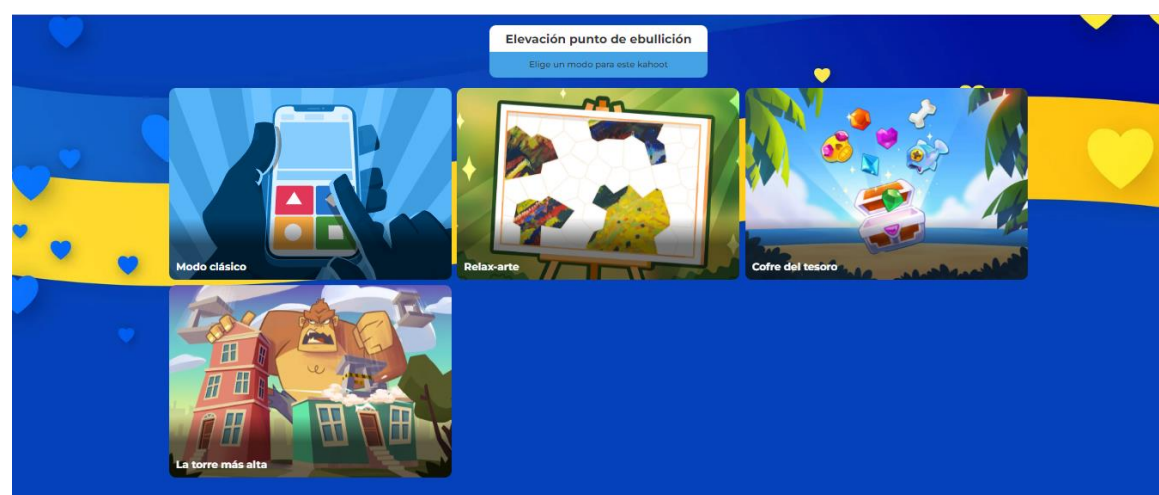 Elevación punto de ebullición
Elige un modo para este kahoot
Modo clásico
Relax-arte
Cofre del tesoro
La torre más alta